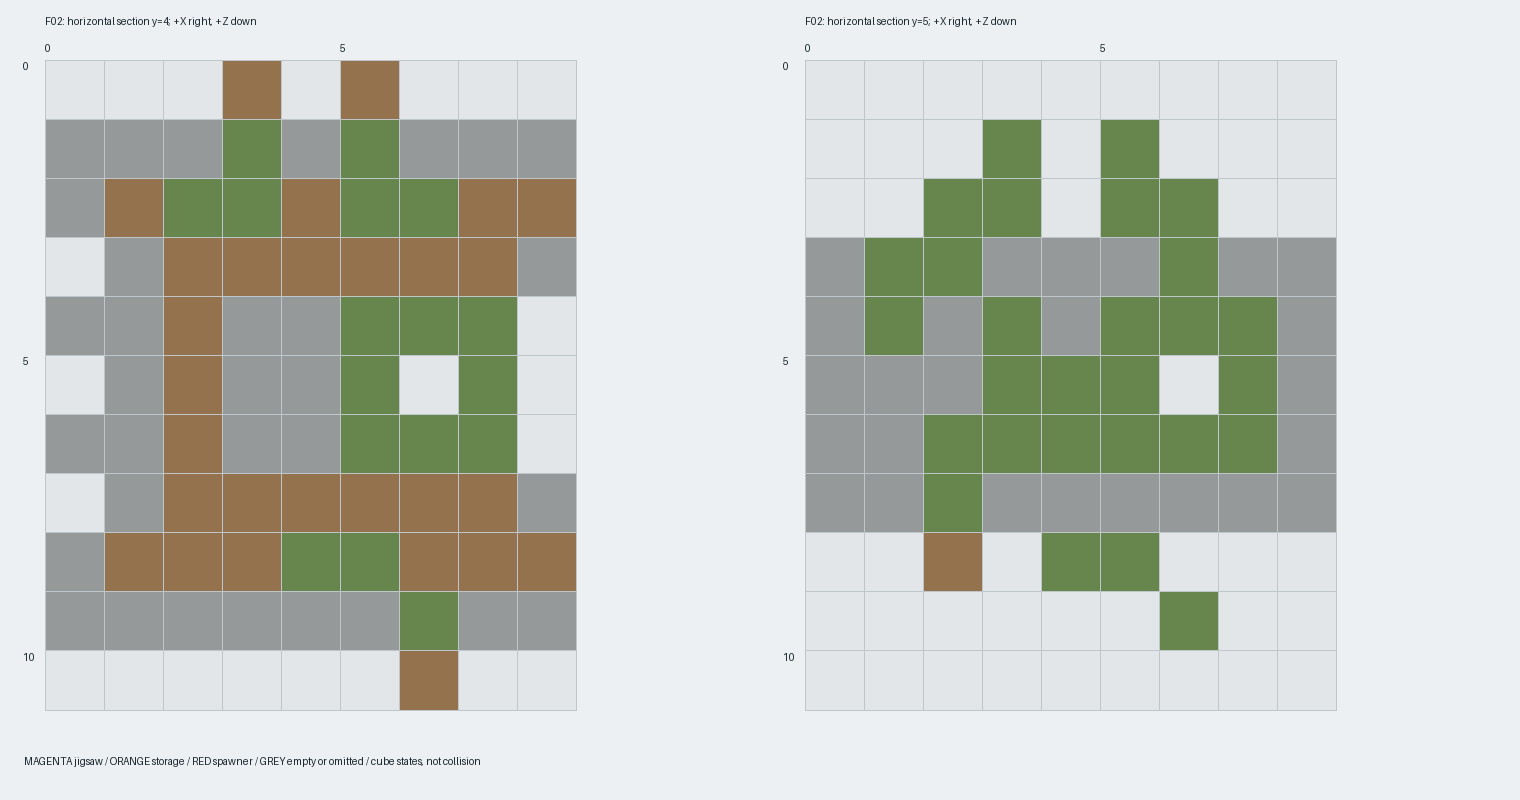 F02: horizontal section y=4; +X right, +Z down
F02: horizontal section y=5; +X right, +Z down
0 5
0 5
0
0
5
5
10
10
MAGENTA jigsaw / ORANGE storage / RED spawner / GREY empty or omitted / cube states, not collision